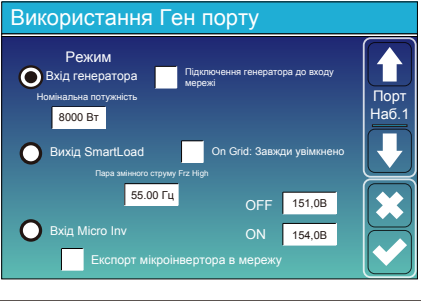 Використання Ген порту
Режим
Вхід генератора
Підключення генератора до входу
мережі
Номінальна потужність
8000 Вт
Вихід SmartLoad
On Grid: Завжди увімкнено
Пара змінного струму Frz High
55.00 Гц
OFF 151,0В
Вхід Micro Inv
ON 154,0В
Експорт мікроінвертора в мережу
Порт
Наб.1